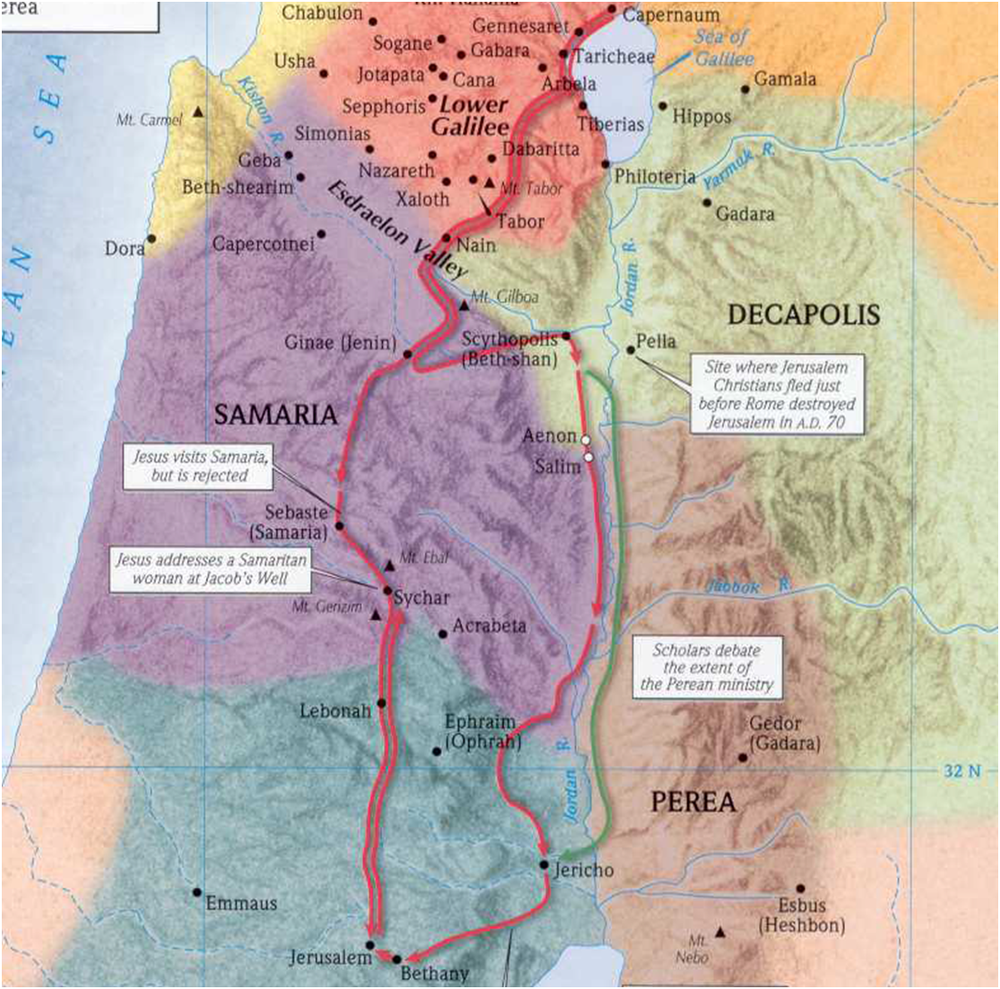 erea
Chabulon
Capernaum
Gennesaret
Sogane
Gabara
Taricheae
Sea of
Galilee
Usha
Jotapata
Cana
Arbela
Gamala
Kishon R.
Mt. Carmel
Sepphoris
Lower
Galilee
Tiberias
Hippos
Simonias
Dabaritta
Geba
Nazareth
Philoteria
Yarmuk R.
Beth-shearim
Xaloth
Mt. Tabor
Tabor
Gadara
Esdraelon Valley
Dora
Capercotnei
Nain
Jordan R.
SEA
EAN
Mt. Gilboa
DECAPOLIS
Ginae (Jenin)
Scythopolis
(Beth-shan)
Pella
Site where Jerusalem
Christians fled just
before Rome destroyed
Jerusalem in A.D. 70
SAMARIA
Aenon
Salim
Jesus visits Samaria,
but is rejected
Sebaste
(Samaria)
Jesus addresses a Samaritan
woman at Jacob's Well
Mt. Ebal
Sychar
Mt. Gerizim
Jabbok R.
Acrabeta
Scholars debate
the extent of
the Perean ministry
Lebonah
Ephraim
(Ophrah)
Gedor
(Gadara)
Jordan R.
32 N
PEREA
Jericho
Emmaus
Esbus
(Heshbon)
Mt.
Nebo
Jerusalem
Bethany